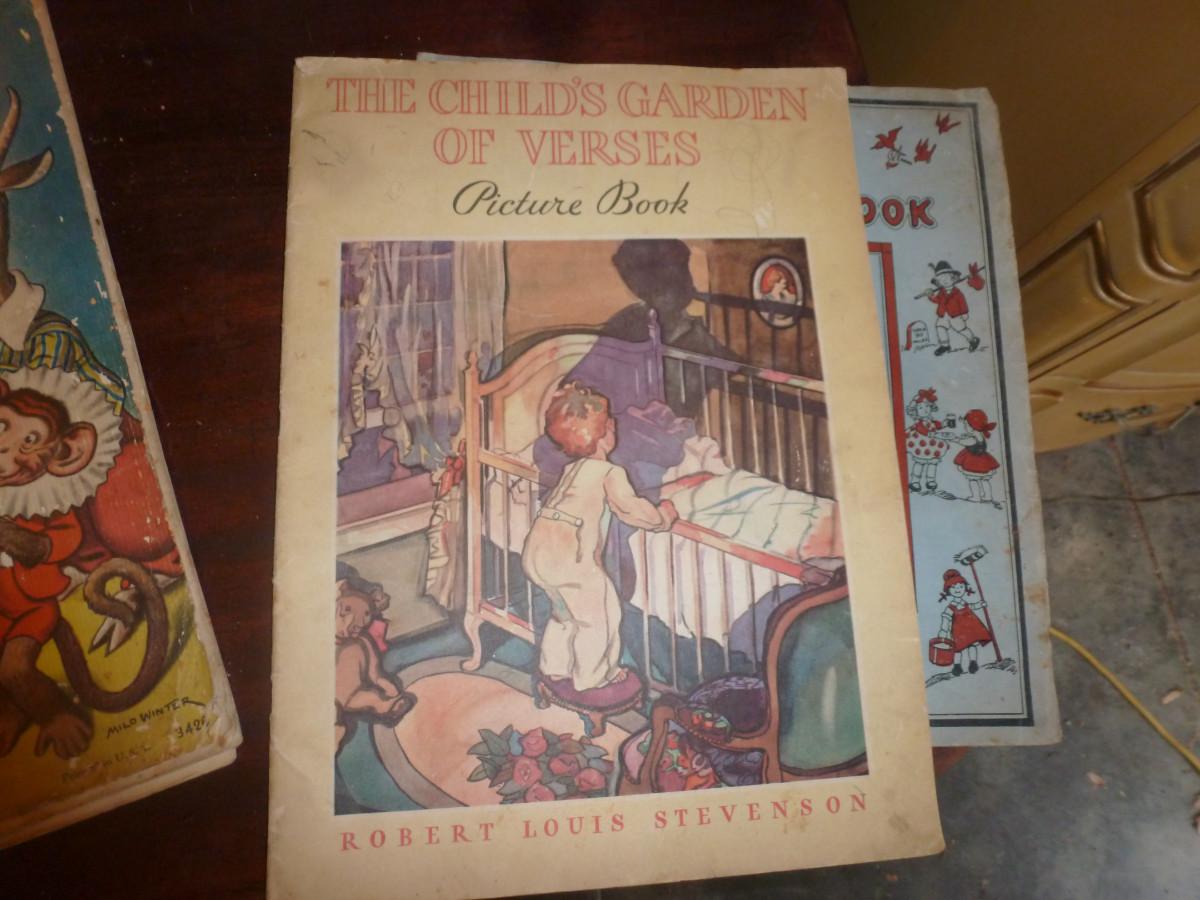 THE CHILD'S GARDEN
OF VERSES
Picture Book
ROBERT LOUIS STEVENSON
OOK
MILO WINTER